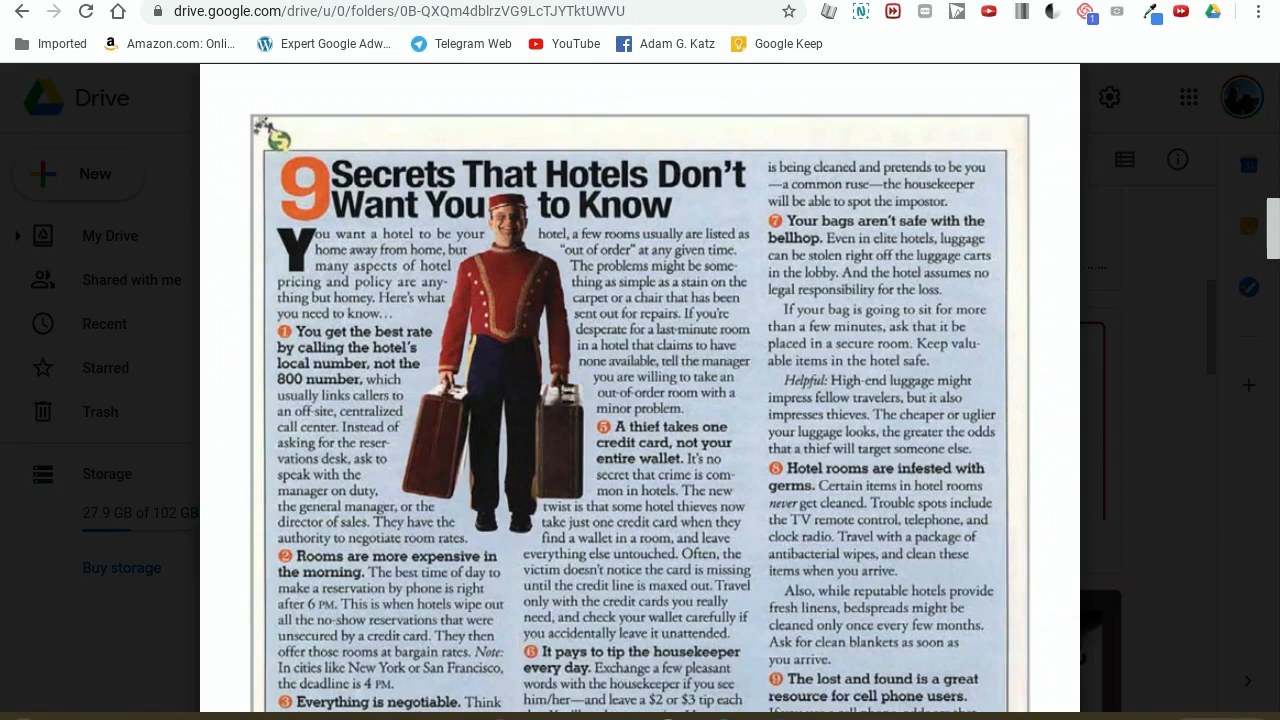 drive.google.com/drive/u/0/folders/0B-QXQm4dblrzVG9LcTJYTktUWVU
1
Imported
Amazon.com: Onli...
Expert Google Adw...
Telegram Web
YouTube
Adam G. Katz
Google Keep
Drive
New
My Drive
Shared with me
Recent
Starred
Trash
Storage
27.9 GB of 102 GB
Buy storage
9 Secrets That Hotels Don't
Want You to Know
You want a hotel to be your
home away from home, but
many aspects of hotel
pricing and policy are any-
thing but homey. Here's what
you need to know…
1 You get the best rate
by calling the hotel's
local number, not the
800 number, which
usually links callers to
an off-site, centralized
call center. Instead of
asking for the reser-
vations desk, ask to
speak with the
manager on duty,
the general manager, or the
director of sales. They have the
authority to negotiate room rates.
2 Rooms are more expensive in
the morning. The best time of day to
make a reservation by phone is right
after 6 PM. This is when hotels wipe out
all the no-show reservations that were
unsecured by a credit card. They then
offer those rooms at bargain rates. Note:
In cities like New York or San Francisco,
the deadline is 4 PM.
3 Everything is negotiable. Think
hotel, a few rooms usually are listed as
"out of order" at any given time.
The problems might be some-
thing as simple as a stain on the
carpet or a chair that has been
sent out for repairs. If you're
desperate for a last-minute room
in a hotel that claims to have
none available, tell the manager
you are willing to take an
out-of-order room with a
minor problem.
5 A thief takes one
credit card, not your
entire wallet. It's no
secret that crime is com-
mon in hotels. The new
twist is that some hotel thieves now
take just one credit card when they
find a wallet in a room, and leave
everything else untouched. Often, the
victim doesn't notice the card is missing
until the credit line is maxed out. Travel
only with the credit cards you really
need, and check your wallet carefully if
you accidentally leave it unattended.
6 It pays to tip the housekeeper
every day. Exchange a few pleasant
words with the housekeeper if you see
him/her—and leave a $2 or $3 tip each
is being cleaned and pretends to be you
—a common ruse—the housekeeper
will be able to spot the impostor.
7 Your bags aren't safe with the
bellhop. Even in elite hotels, luggage
can be stolen right off the luggage carts
in the lobby. And the hotel assumes no
legal responsibility for the loss.
If your bag is going to sit for more
than a few minutes, ask that it be
placed in a secure room. Keep valu-
able items in the hotel safe.
Helpful: High-end luggage might
impress fellow travelers, but it also
impresses thieves. The cheaper or uglier
your luggage looks, the greater the odds
that a thief will target someone else.
8 Hotel rooms are infested with
germs. Certain items in hotel rooms
never get cleaned. Trouble spots include
the TV remote control, telephone, and
clock radio. Travel with a package of
antibacterial wipes, and clean these
items when you arrive.
Also, while reputable hotels provide
fresh linens, bedspreads might be
cleaned only once every few months.
Ask for clean blankets as soon as
you arrive.
9 The lost and found is a great
resource for cell phone users.